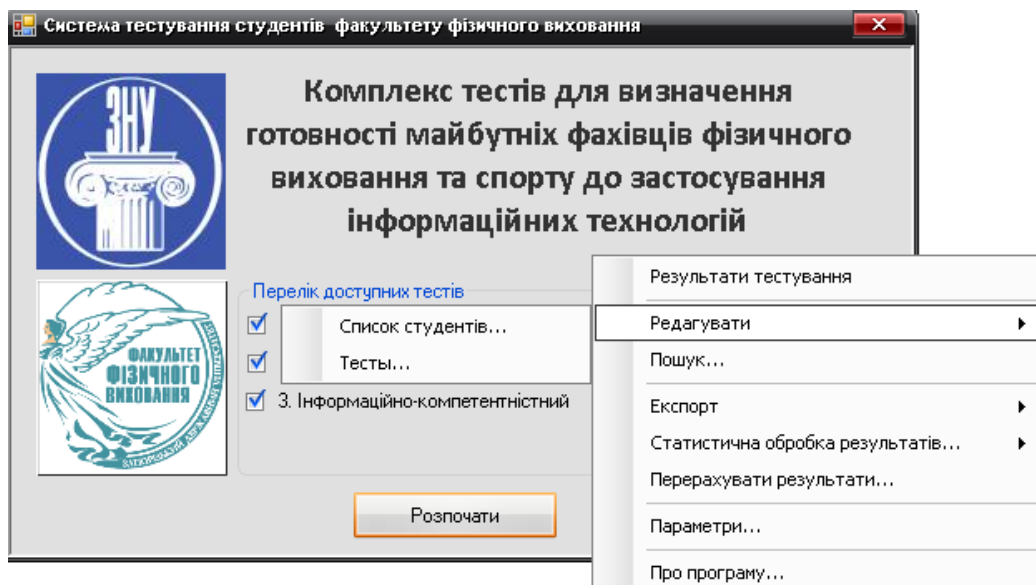 Система тестування студентів факультету фізичного виховання
ЗНУ
Комплекс тестів для визначення
готовності майбутніх фахівців фізичного
виховання та спорту до застосування
інформаційних технологій
ФАКУЛЬТЕТ
ФІЗИЧНОГО
ВИХОВАННЯ
Перелік доступних тестів
Список студентів...
Тесты...
3. Інформаційно-компетентністний
Розпочати
Результати тестування
Редагувати
Пошук...
Експорт
Статистична обробка результатів...
Перерахувати результати...
Параметри...
Про програму...